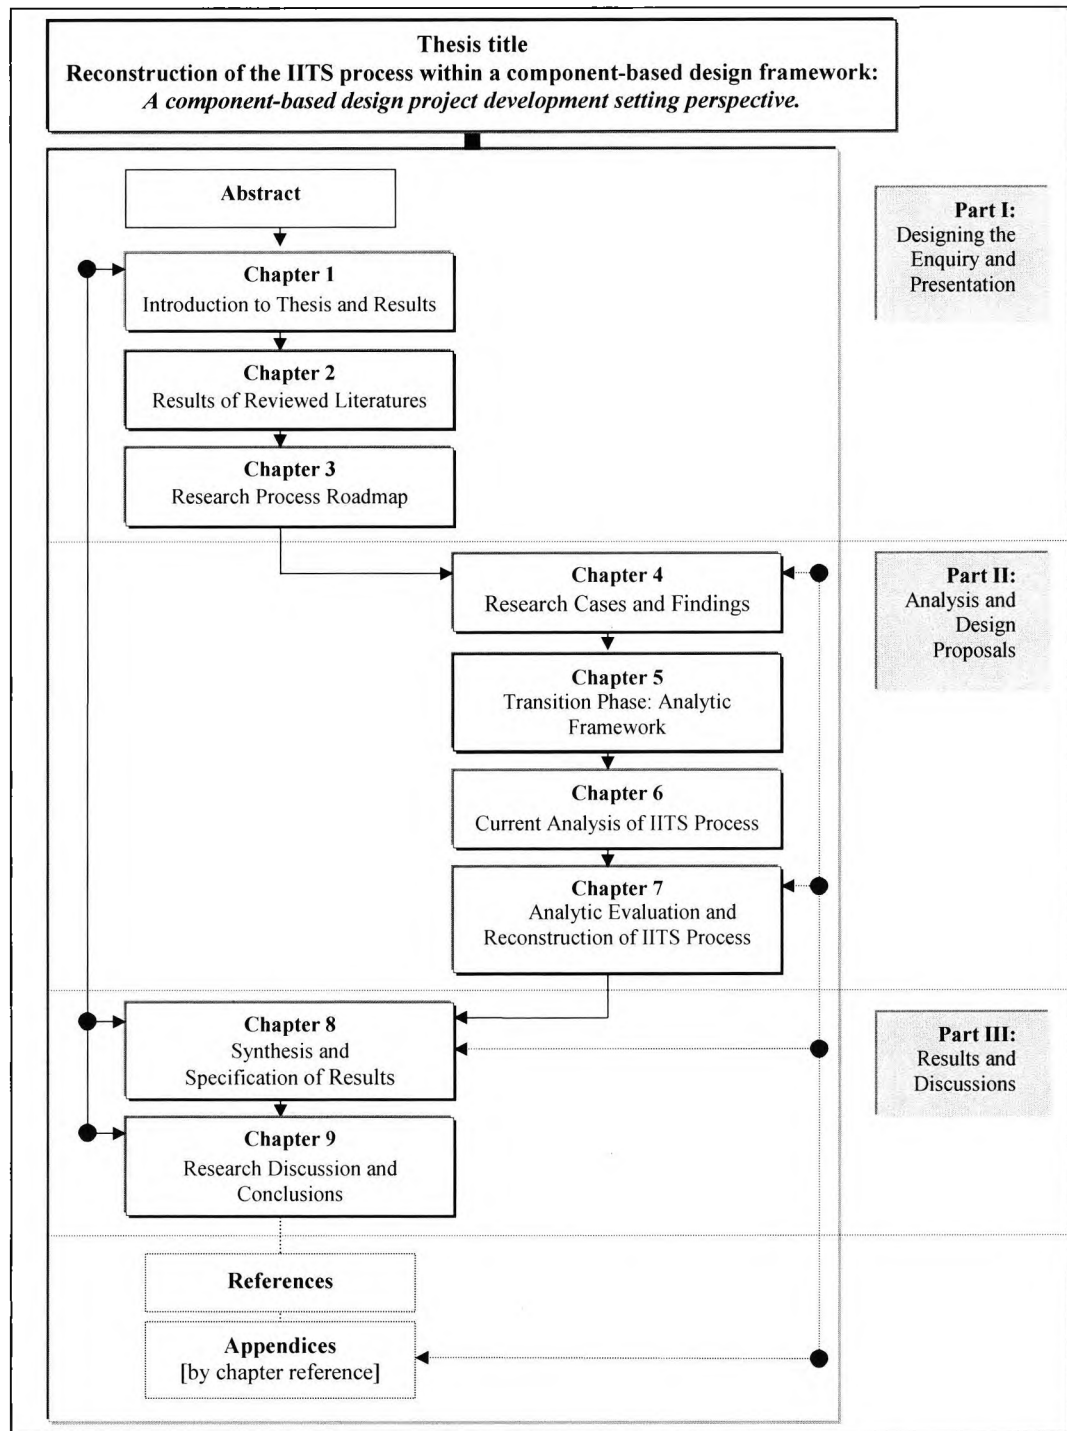 Thesis title
Reconstruction of the IITS process within a component-based design framework:
A component-based design project development setting perspective.
Abstract
Part I:
Designing the
Enquiry and
Presentation
Chapter 1
Introduction to Thesis and Results
Chapter 2
Results of Reviewed Literatures
Chapter 3
Research Process Roadmap
Part II:
Analysis and
Design
Proposals
Chapter 4
Research Cases and Findings
Chapter 5
Transition Phase: Analytic
Framework
Chapter 6
Current Analysis of IITS Process
Chapter 7
Analytic Evaluation and
Reconstruction of IITS Process
Part III:
Results and
Discussions
Chapter 8
Synthesis and
Specification of Results
Chapter 9
Research Discussion and
Conclusions
References
Appendices
[by chapter reference]